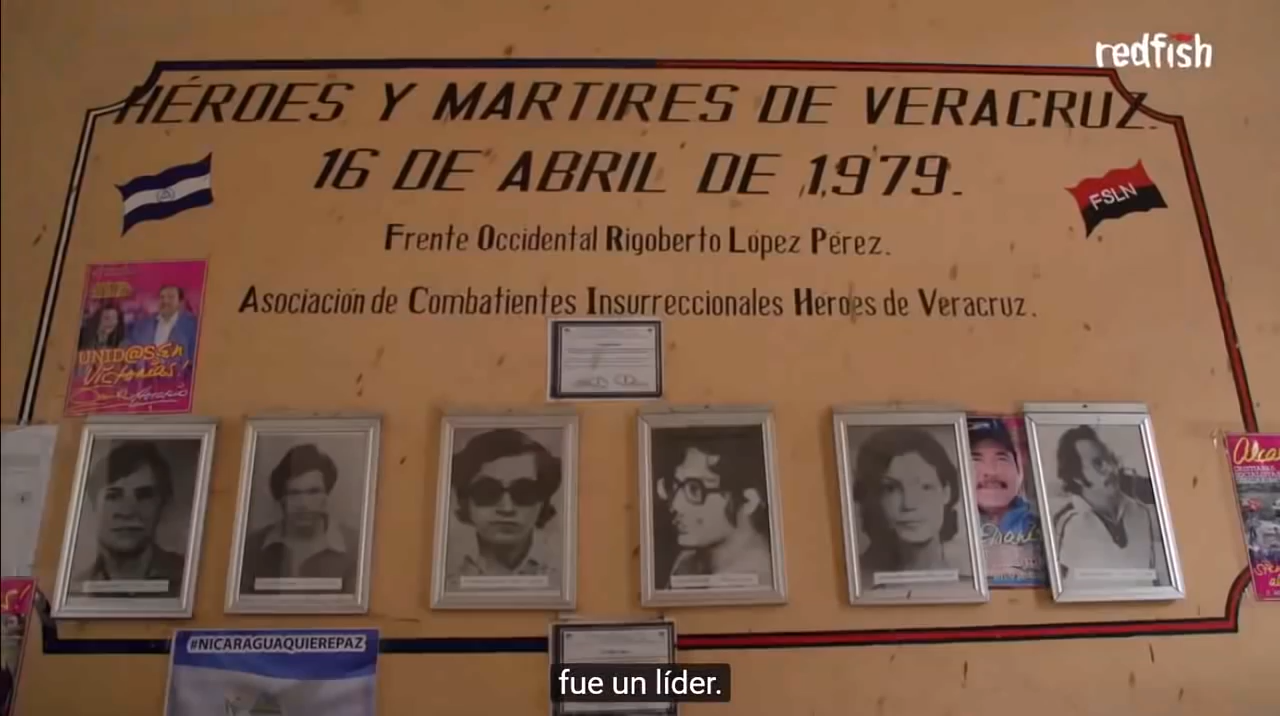 redfish
HÉROES Y MARTIRES DE VERACRUZ.
16 DE ABRIL DE 1,979.
FSLN
Frente Occidental Rigoberto López Pérez.
Asociación de Combatientes Insurreccionales Héroes de Veracruz.
UNID@S En
Victorias!
#NICARAGUAQUIEREPAZ
fue un líder.